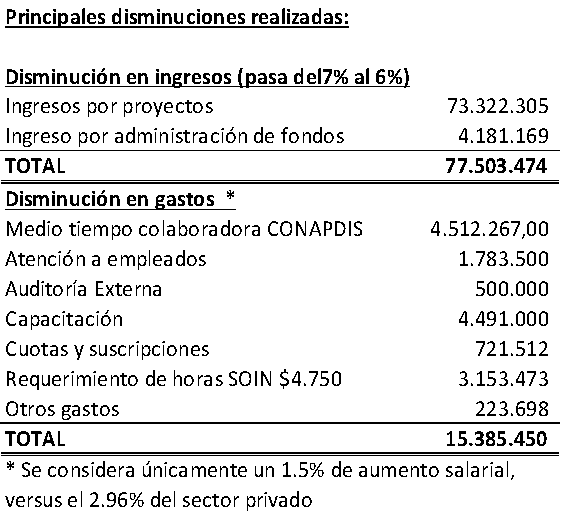 Principales disminuciones realizadas:
Disminución en ingresos (pasa del7% al 6%)
Ingresos por proyectos 73.322.305
Ingreso por administración de fondos 4.181.169
TOTAL 77.503.474
Disminución en gastos *
Medio tiempo colaboradora CONAPDIS 4.512.267,00
Atención a empleados 1.783.500
Auditoría Externa 500.000
Capacitación 4.491.000
Cuotas y suscripciones 721.512
Requerimiento de horas SOIN $4.750 3.153.473
Otros gastos 223.698
TOTAL 15.385.450
* Se considera únicamente un 1.5% de aumento salarial,
versus el 2.96% del sector privado